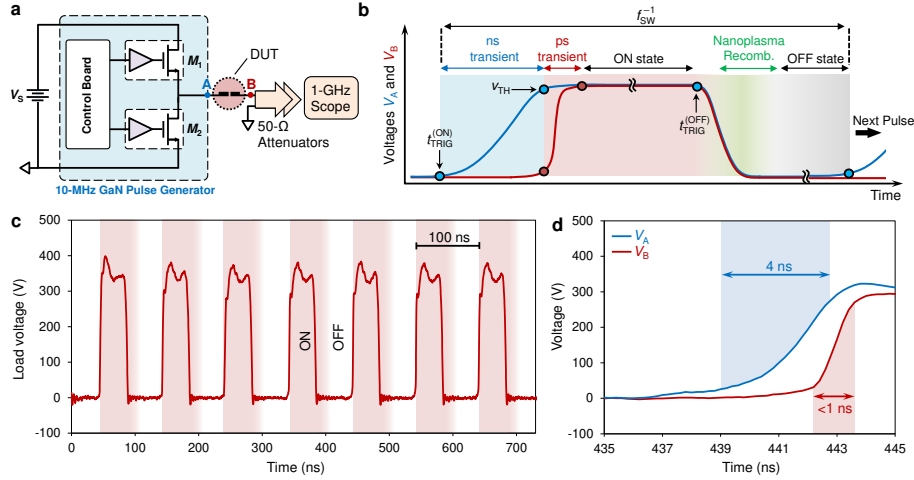 a
V_S
Control Board
M_1
M_2
A
B
DUT
1-GHz
Scope
50-Ω
Attenuators
10-MHz GaN Pulse Generator
b
f_SW^-1
ns
transient
ps
transient
ON state
Nanoplasma
Recomb.
OFF state
Voltages V_A and V_B
V_TH
t_TRIG^(ON)
t_TRIG^(OFF)
Next Pulse
Time
c
Load voltage (V)
500
400
300
200
100
0
-100
100 ns
ON
OFF
0 100 200 300 400 500 600 700
Time (ns)
d
Voltage (V)
500
400
300
200
100
0
-100
V_A
V_B
4 ns
<1 ns
435 437 439 441 443 445
Time (ns)